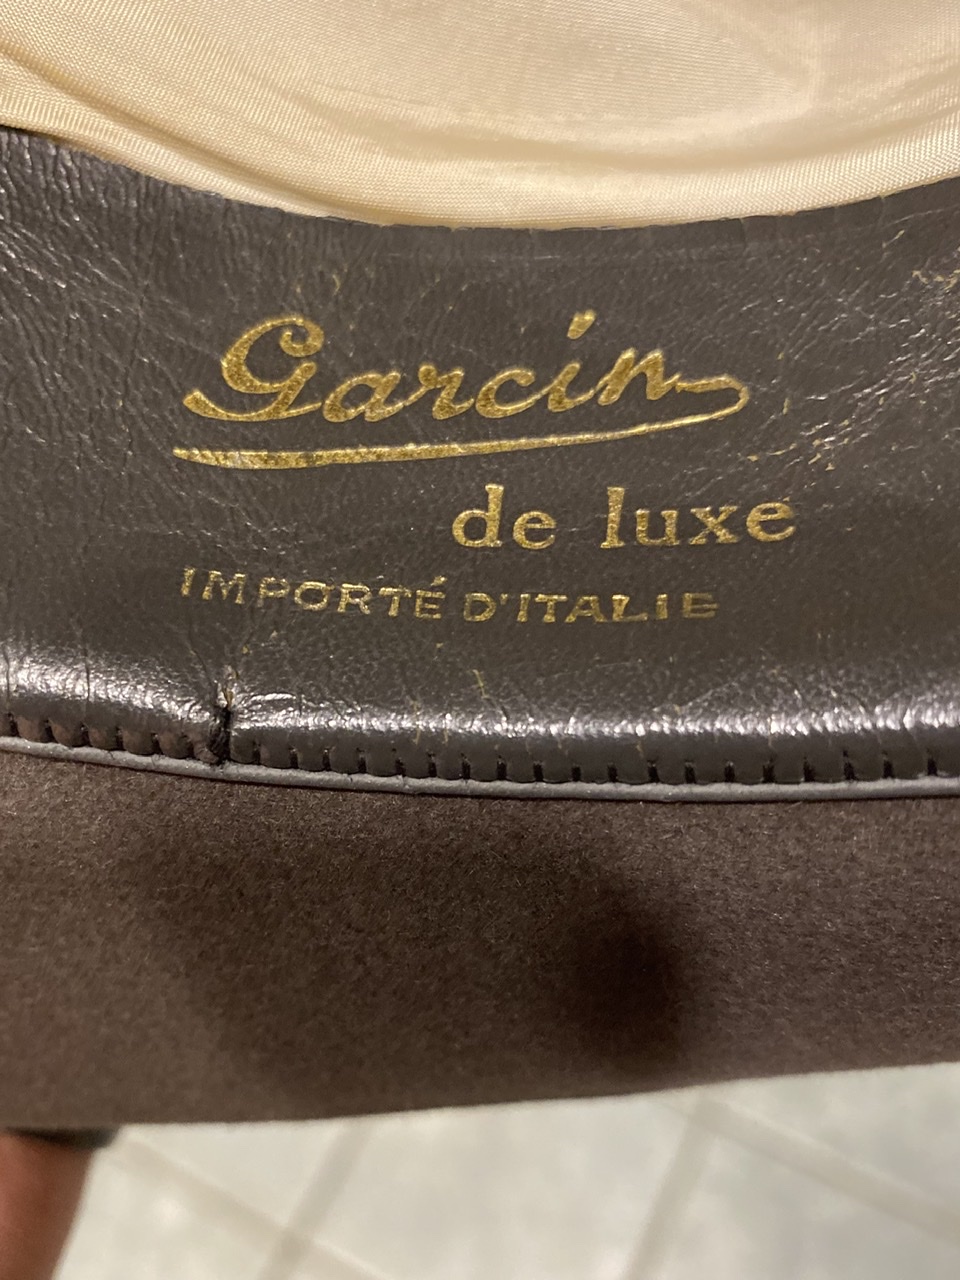 Garcin
de luxe
IMPORTÉ D'ITALIE